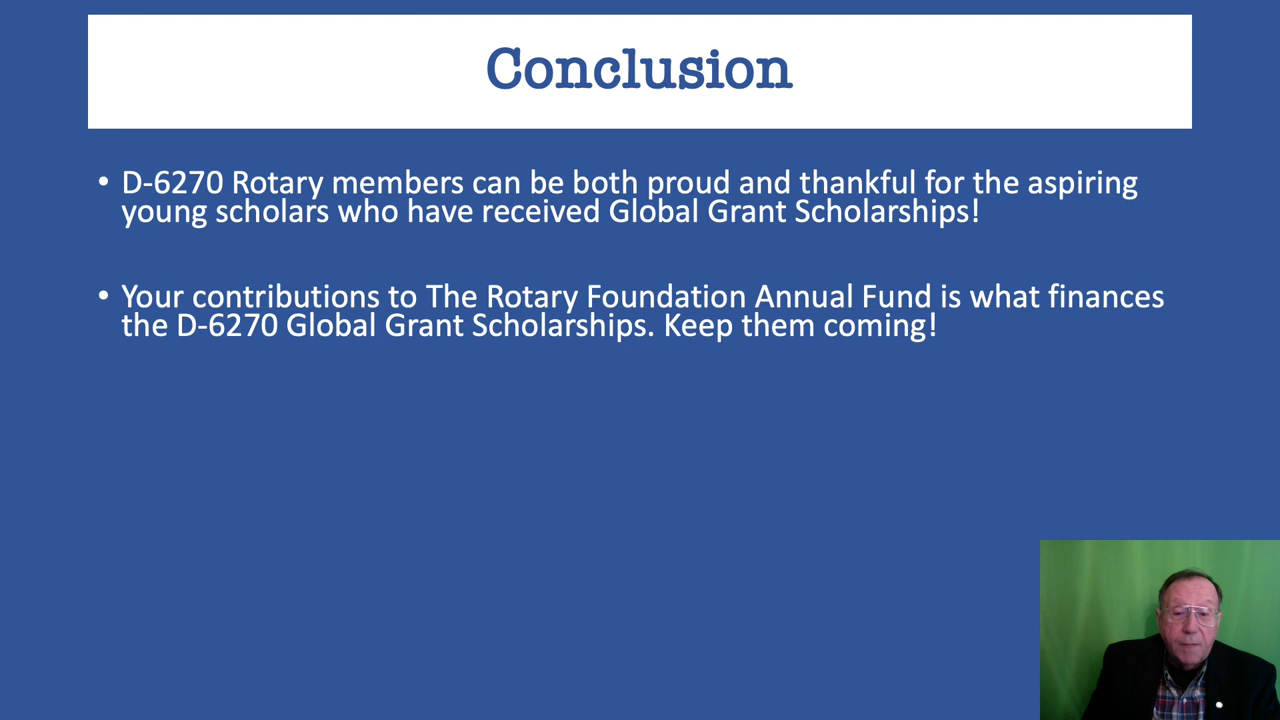 Conclusion
• D-6270 Rotary members can be both proud and thankful for the aspiring
young scholars who have received Global Grant Scholarships!
• Your contributions to The Rotary Foundation Annual Fund is what finances
the D-6270 Global Grant Scholarships. Keep them coming!